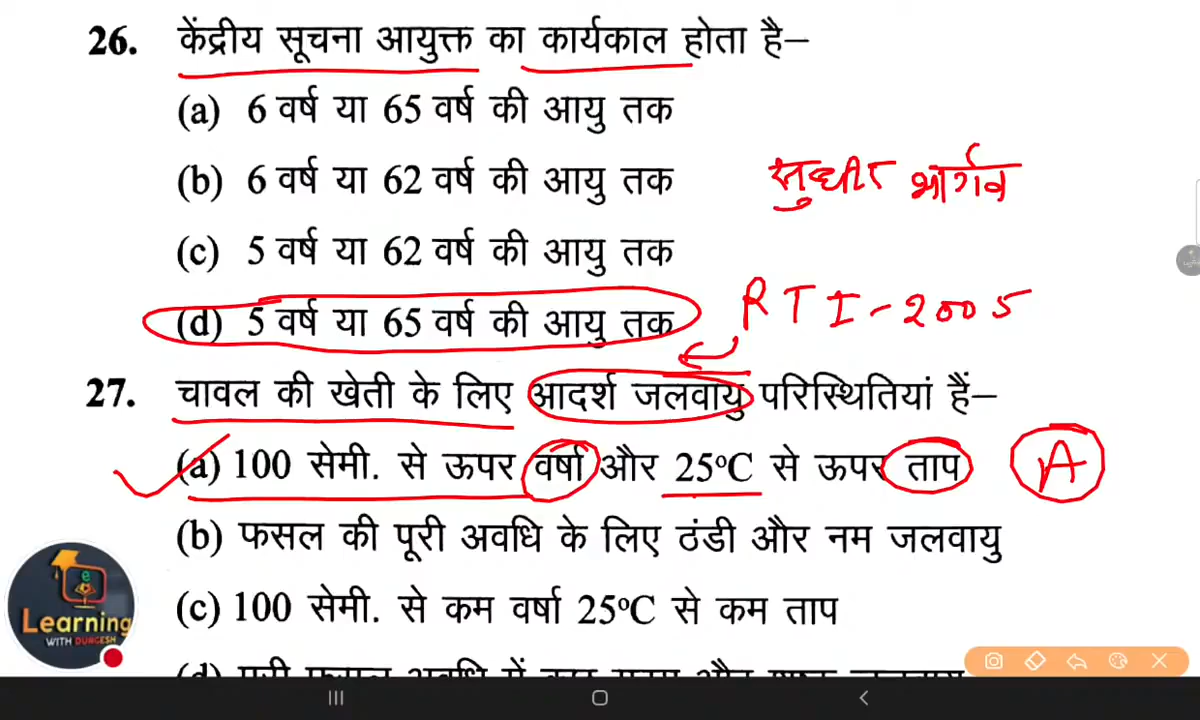 26. केंद्रीय सूचना आयुक्त का कार्यकाल होता है–
(a) 6 वर्ष या 65 वर्ष की आयु तक
(b) 6 वर्ष या 62 वर्ष की आयु तक
सुधीर भार्गव
(c) 5 वर्ष या 62 वर्ष की आयु तक
(d) 5 वर्ष या 65 वर्ष की आयु तक
RTI-2005
27. चावल की खेती के लिए आदर्श जलवायु परिस्थितियां हैं–
(a) 100 सेमी. से ऊपर वर्षा और 25°C से ऊपर ताप
A
(b) फसल की पूरी अवधि के लिए ठंडी और नम जलवायु
(c) 100 सेमी. से कम वर्षा 25°C से कम ताप
e
Learning
WITH DURGESH